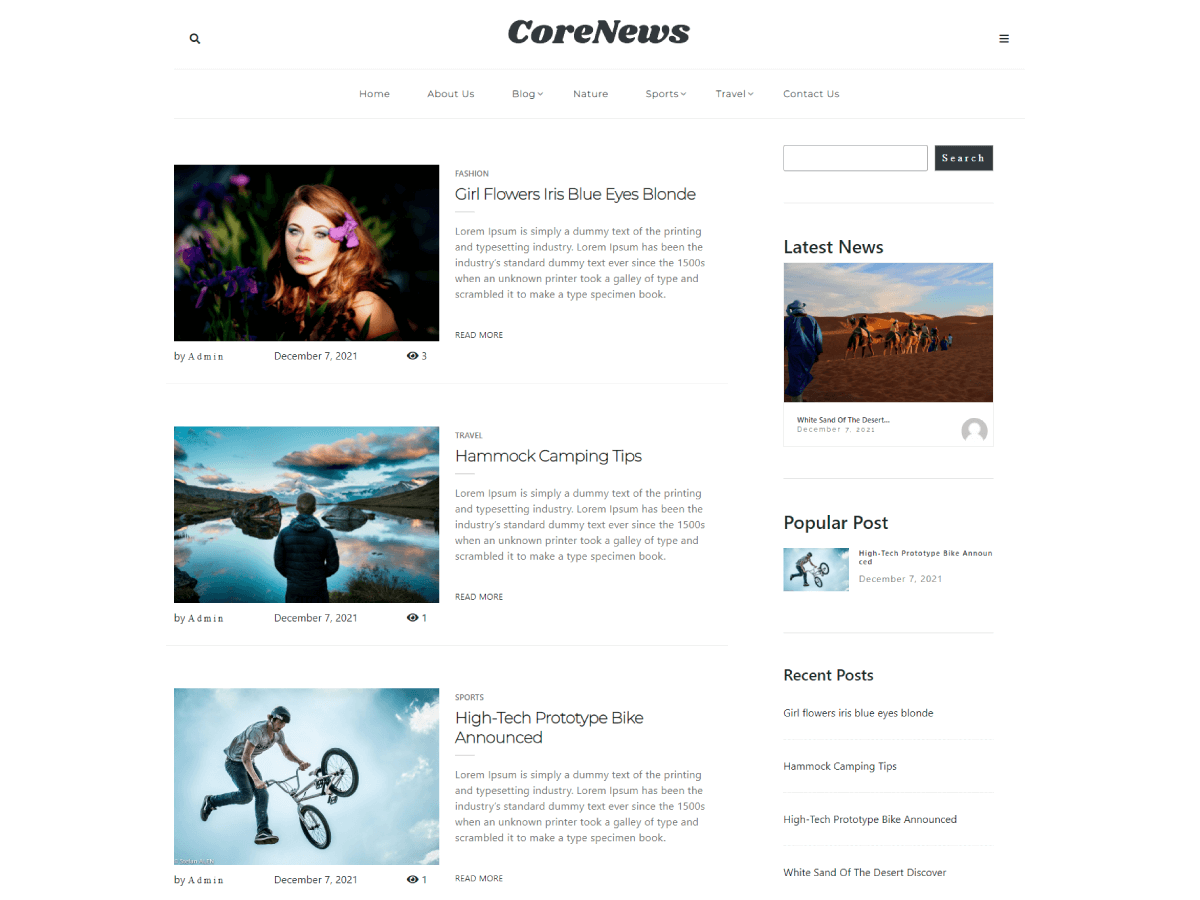 CoreNews
Home About Us Blog Nature Sports Travel Contact Us
FASHION
Girl Flowers Iris Blue Eyes Blonde
Lorem Ipsum is simply a dummy text of the printing
and typesetting industry. Lorem Ipsum has been the
industry's standard dummy text ever since the 1500s
when an unknown printer took a galley of type and
scrambled it to make a type specimen book.
READ MORE
by Admin December 7, 2021 3
TRAVEL
Hammock Camping Tips
Lorem Ipsum is simply a dummy text of the printing
and typesetting industry. Lorem Ipsum has been the
industry's standard dummy text ever since the 1500s
when an unknown printer took a galley of type and
scrambled it to make a type specimen book.
READ MORE
by Admin December 7, 2021 1
SPORTS
High-Tech Prototype Bike
Announced
Lorem Ipsum is simply a dummy text of the printing
and typesetting industry. Lorem Ipsum has been the
industry's standard dummy text ever since the 1500s
when an unknown printer took a galley of type and
scrambled it to make a type specimen book.
READ MORE
by Admin December 7, 2021 1
Search
Latest News
White Sand Of The Desert...
December 7, 2021
Popular Post
High-Tech Prototype Bike Announ
ced
December 7, 2021
Recent Posts
Girl flowers iris blue eyes blonde
Hammock Camping Tips
High-Tech Prototype Bike Announced
White Sand Of The Desert Discover